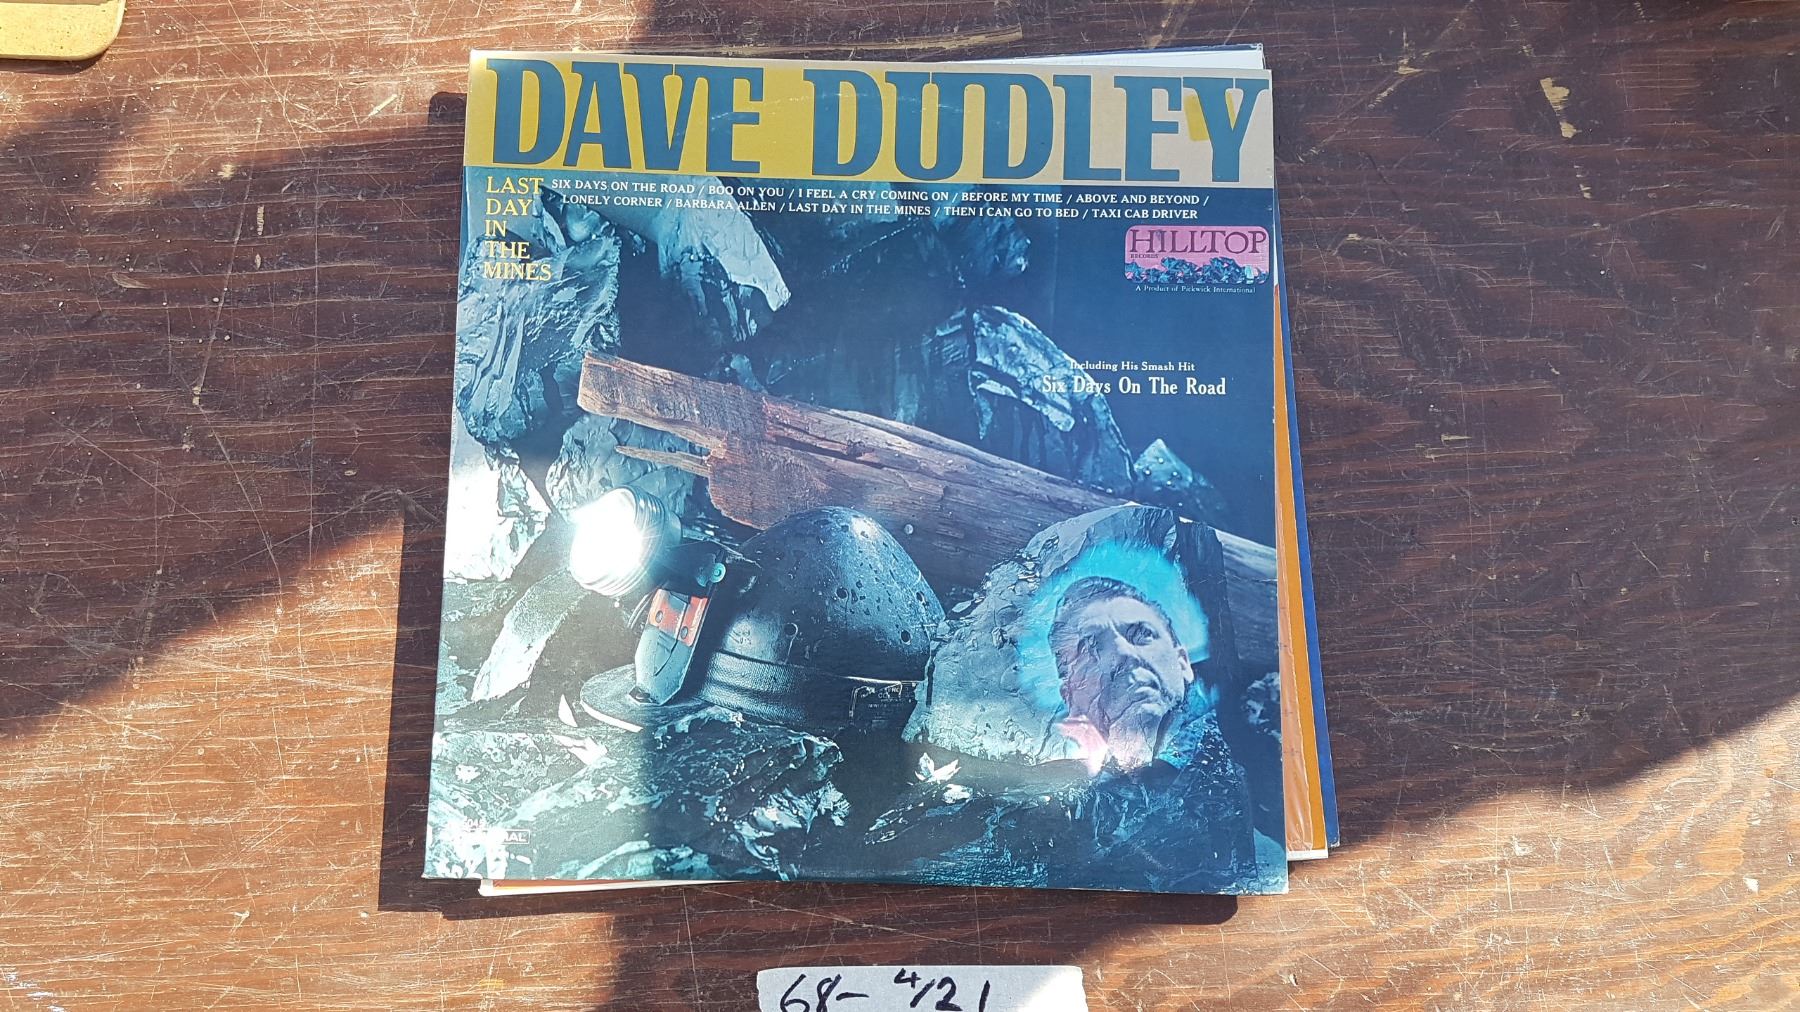 DAVE DUDLEY
LAST
DAY
IN
THE
MINES
SIX DAYS ON THE ROAD / BOO ON YOU / I FEEL A CRY COMING ON / BEFORE MY TIME / ABOVE AND BEYOND /
LONELY CORNER / BARBARA ALLEN / LAST DAY IN THE MINES / THEN I CAN GO TO BED / TAXI CAB DRIVER
HILLTOP
RECORDS
A Product of Pickwick International
Including His Smash Hit
Six Days On The Road
68- 4/21